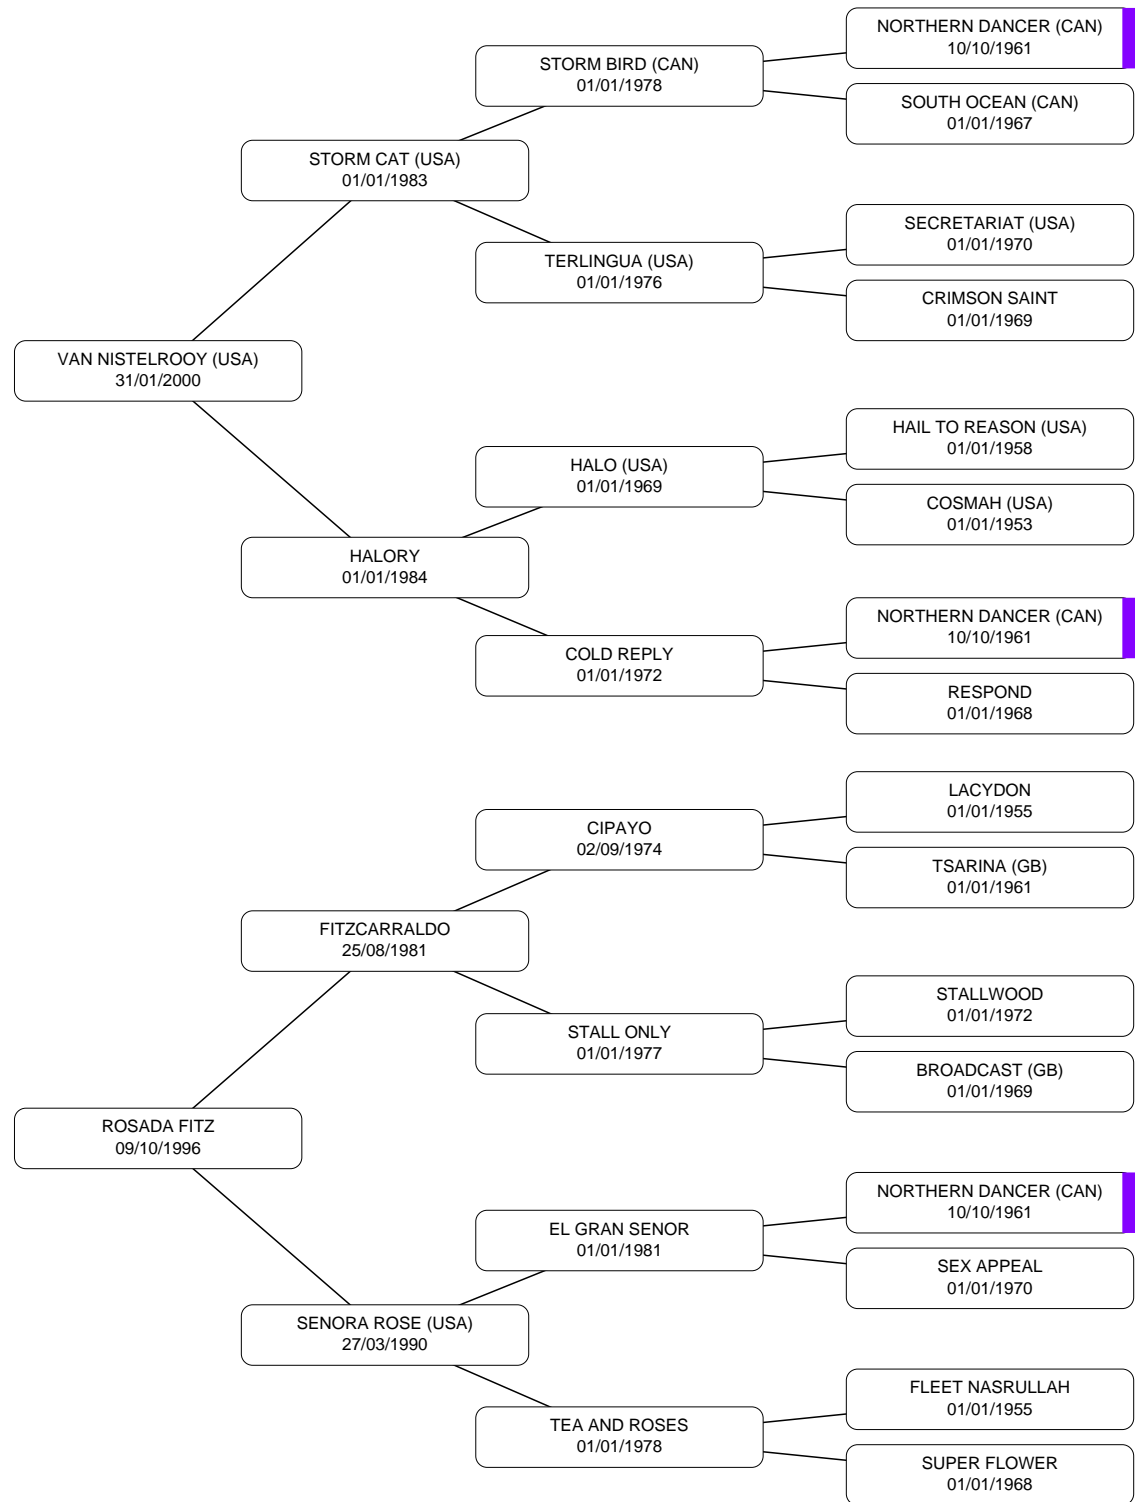 NORTHERN DANCER (CAN)
10/10/1961
STORM BIRD (CAN)
01/01/1978
SOUTH OCEAN (CAN)
01/01/1967
STORM CAT (USA)
01/01/1983
SECRETARIAT (USA)
01/01/1970
TERLINGUA (USA)
01/01/1976
CRIMSON SAINT
01/01/1969
VAN NISTELROOY (USA)
31/01/2000
HAIL TO REASON (USA)
01/01/1958
HALO (USA)
01/01/1969
COSMAH (USA)
01/01/1953
HALORY
01/01/1984
NORTHERN DANCER (CAN)
10/10/1961
COLD REPLY
01/01/1972
RESPOND
01/01/1968
LACYDON
01/01/1955
CIPAYO
02/09/1974
TSARINA (GB)
01/01/1961
FITZCARRALDO
25/08/1981
STALLWOOD
01/01/1972
STALL ONLY
01/01/1977
BROADCAST (GB)
01/01/1969
ROSADA FITZ
09/10/1996
NORTHERN DANCER (CAN)
10/10/1961
EL GRAN SENOR
01/01/1981
SEX APPEAL
01/01/1970
SENORA ROSE (USA)
27/03/1990
FLEET NASRULLAH
01/01/1955
TEA AND ROSES
01/01/1978
SUPER FLOWER
01/01/1968